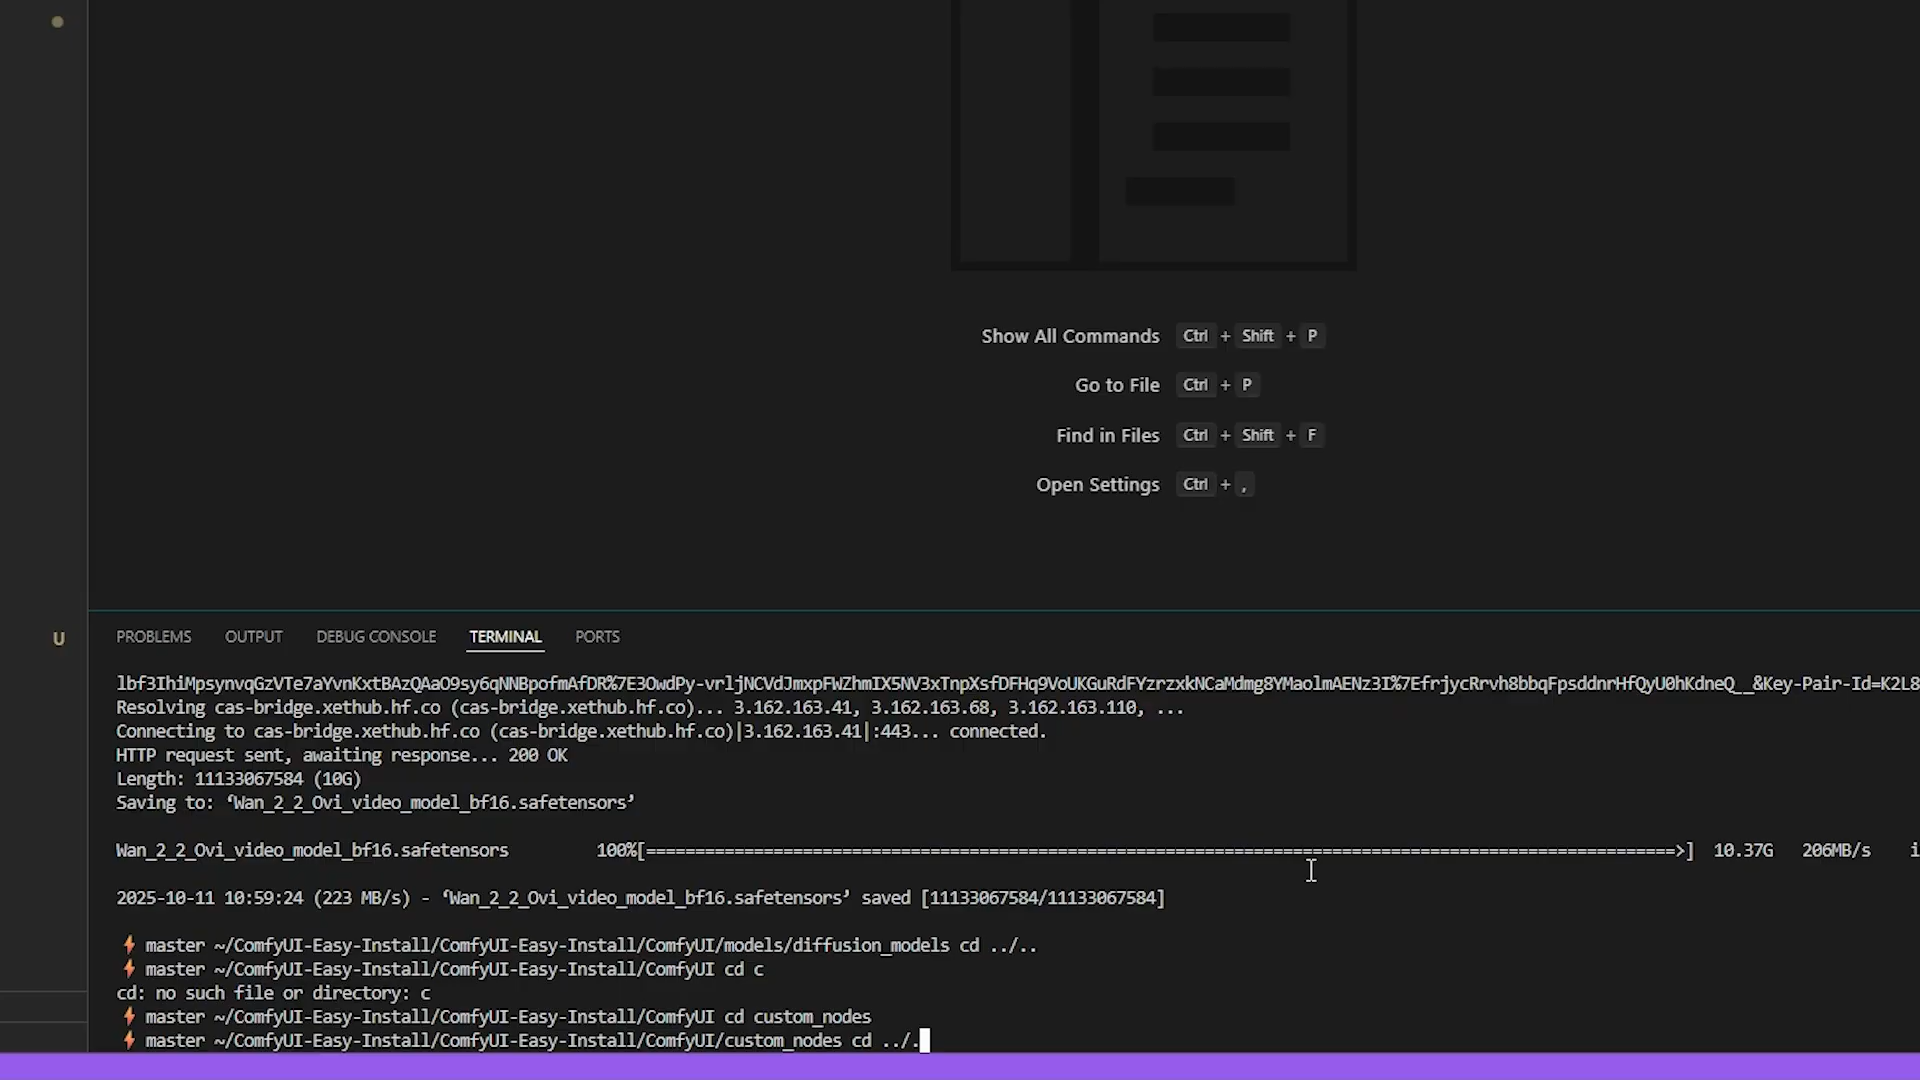 Show All Commands Ctrl + Shift + P
Go to File Ctrl + P
Find in Files Ctrl + Shift + F
Open Settings Ctrl + ,
U
PROBLEMS OUTPUT DEBUG CONSOLE TERMINAL PORTS
lbf3IhiMpsynvqGzVTe7aYvnKxtBAzQAaO9sy6qNNBpofmAfDR%7E3OwdPy-vrljNCVdJmxpFWZhmIX5NV3xTnpXsfDFHq9VoUKGuRdFYzrzxkNCaMdmg8YMaolmAENz3I%7EfrjycRrvh8bbqFpsddnrHfQyU0hKdneQ__&Key-Pair-Id=K2L8
Resolving cas-bridge.xethub.hf.co (cas-bridge.xethub.hf.co)... 3.162.163.41, 3.162.163.68, 3.162.163.110, ...
Connecting to cas-bridge.xethub.hf.co (cas-bridge.xethub.hf.co)|3.162.163.41|:443... connected.
HTTP request sent, awaiting response... 200 OK
Length: 11133067584 (10G)
Saving to: ‘Wan_2_2_Ovi_video_model_bf16.safetensors’
Wan_2_2_Ovi_video_model_bf16.safetensors 100%[=========================================================================================================>] 10.37G 206MB/s i
2025-10-11 10:59:24 (223 MB/s) - ‘Wan_2_2_Ovi_video_model_bf16.safetensors’ saved [11133067584/11133067584]
⚡ master ~/ComfyUI-Easy-Install/ComfyUI-Easy-Install/ComfyUI/models/diffusion_models cd ../..
⚡ master ~/ComfyUI-Easy-Install/ComfyUI-Easy-Install/ComfyUI cd c
cd: no such file or directory: c
⚡ master ~/ComfyUI-Easy-Install/ComfyUI-Easy-Install/ComfyUI cd custom_nodes
⚡ master ~/ComfyUI-Easy-Install/ComfyUI-Easy-Install/ComfyUI/custom_nodes cd ../.